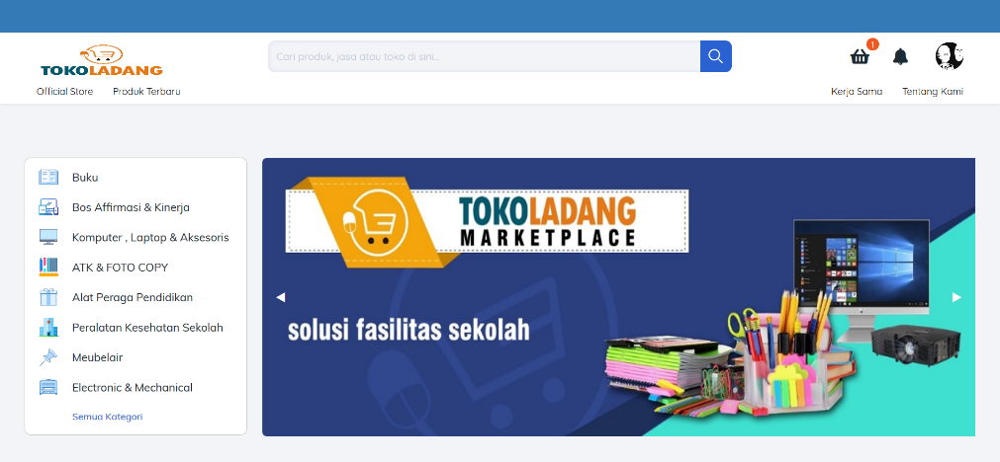 TOKOLADANG
Cari produk, jasa atau toko di sini...
1
Official Store
Produk Terbaru
Kerja Sama
Tentang Kami
Buku
Bos Affirmasi & Kinerja
Komputer , Laptop & Aksesoris
ATK & FOTO COPY
Alat Peraga Pendidikan
Peralatan Kesehatan Sekolah
Meubelair
Electronic & Mechanical
Semua Kategori
TOKOLADANG
MARKETPLACE
solusi fasilitas sekolah